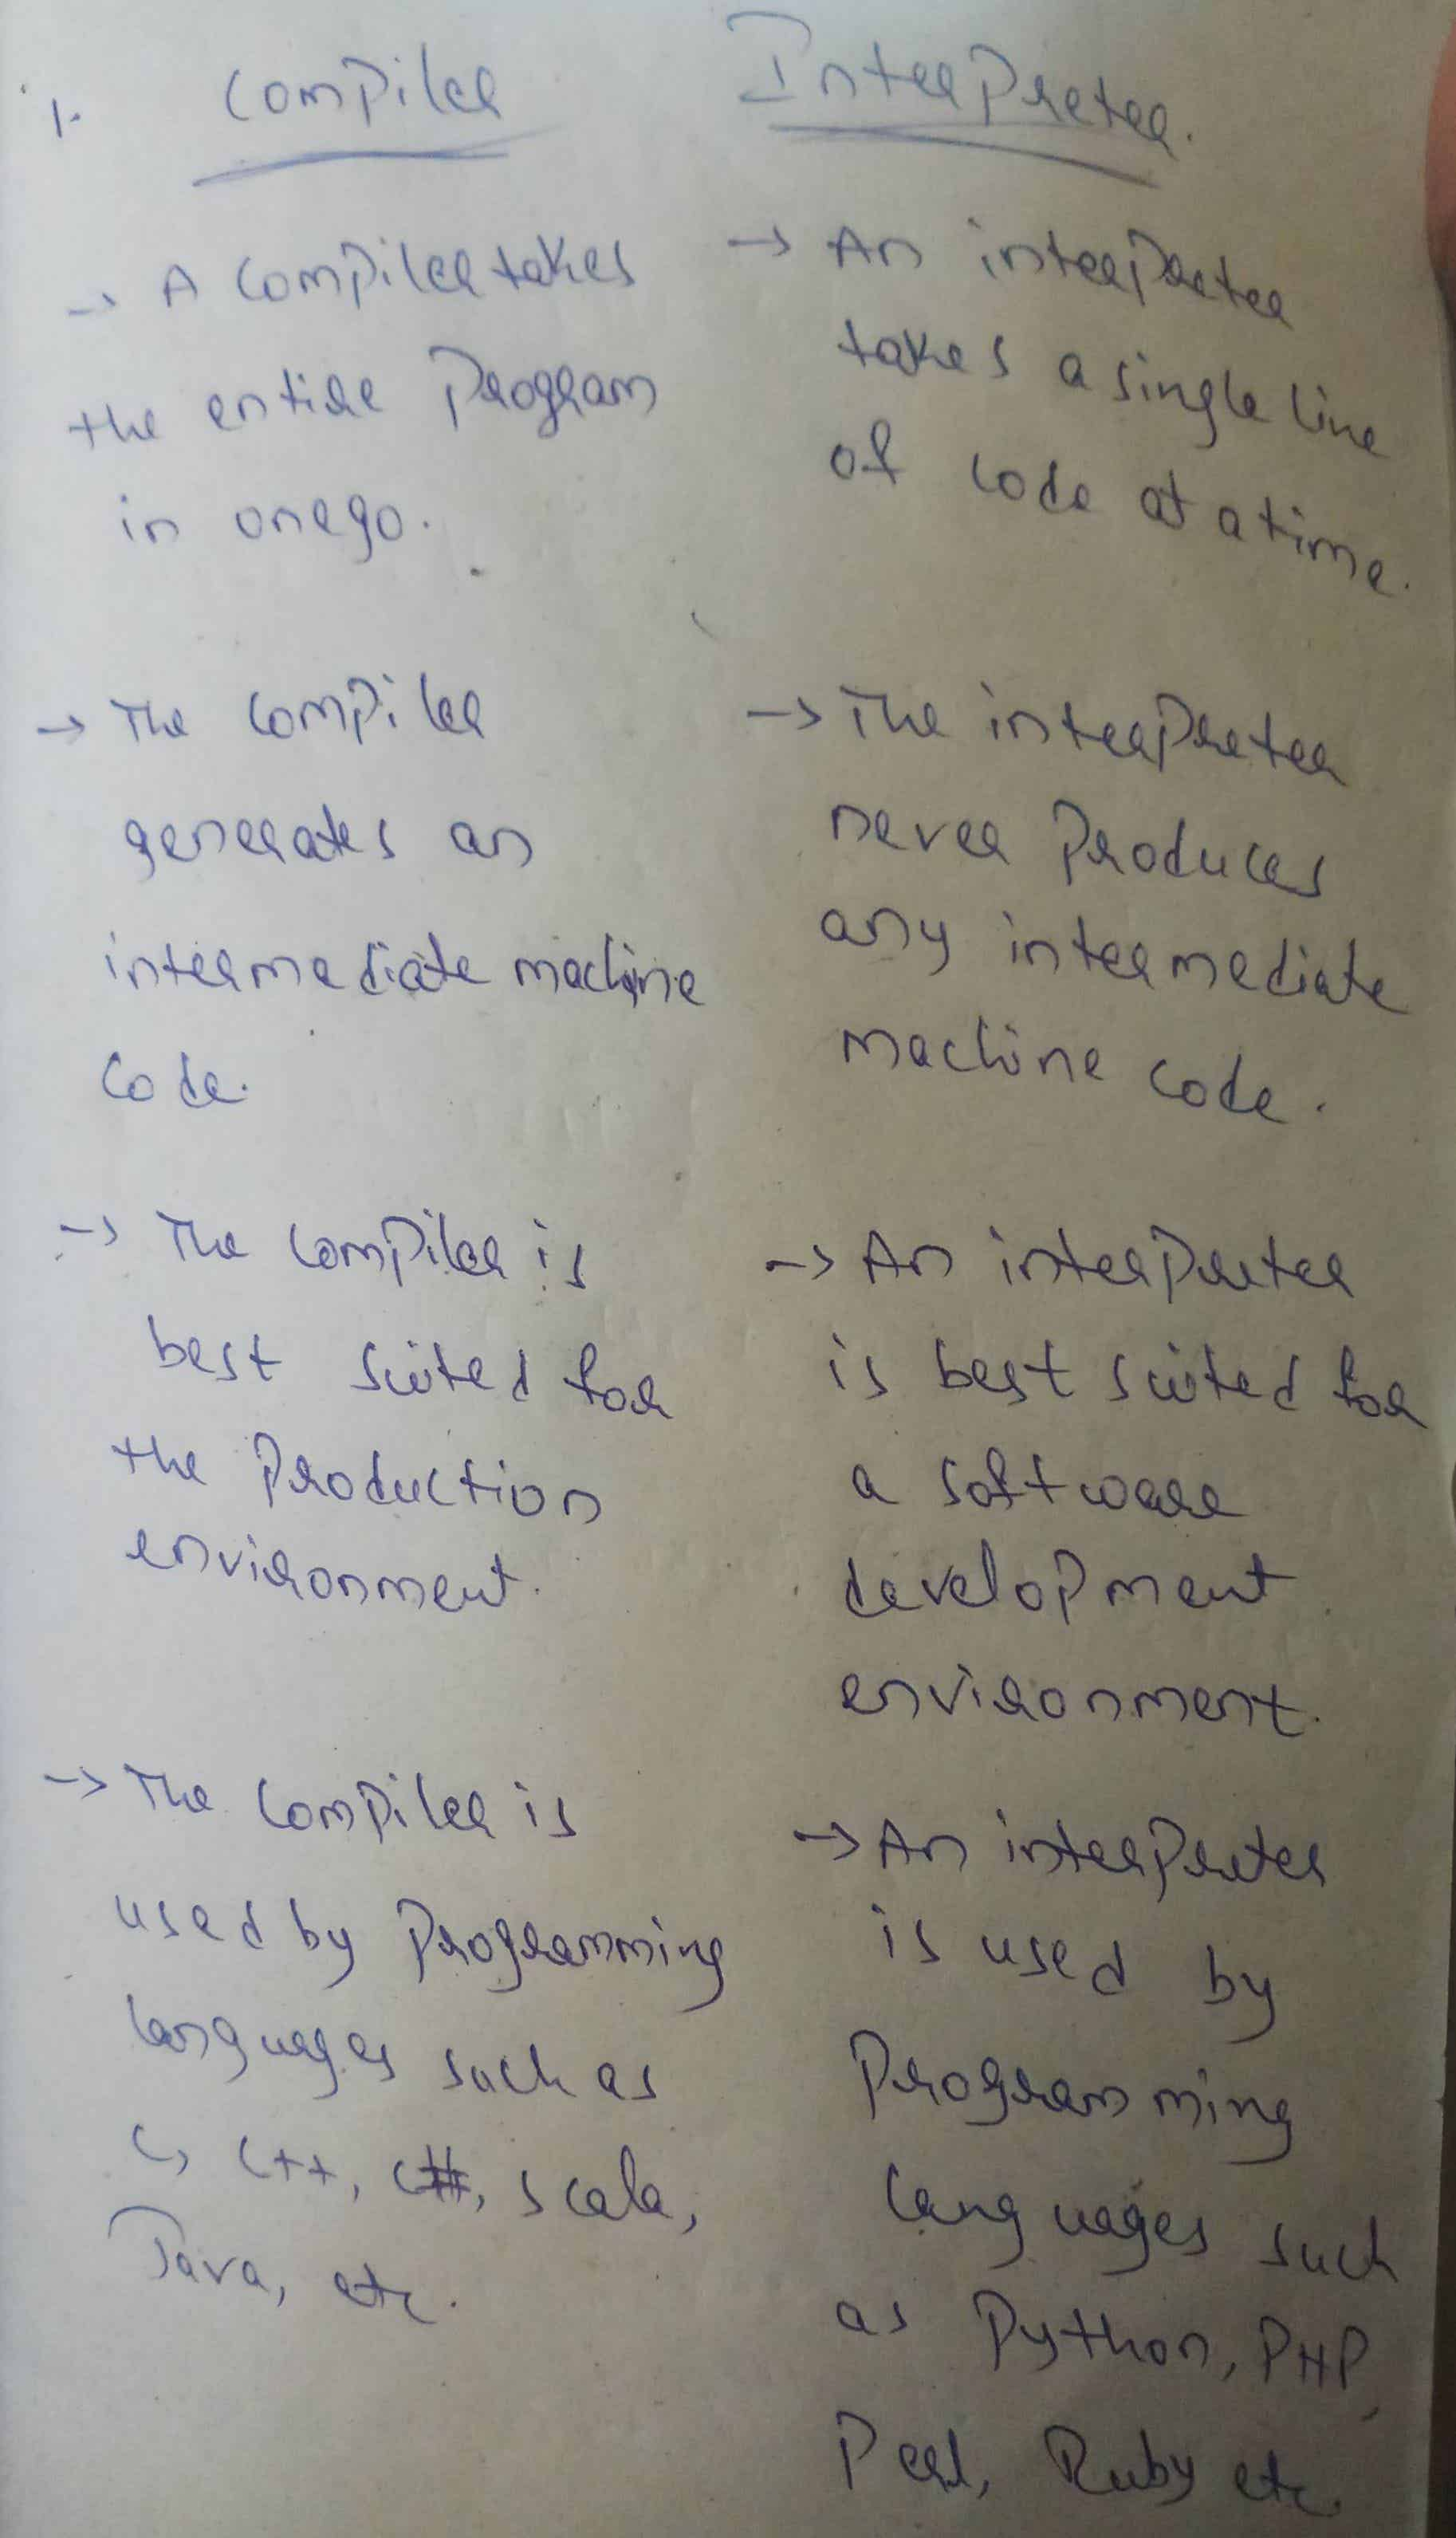 1. Compiler
A Compiler takes
the entire Program
in onego.
→ The Compiler
generates an
intermediate machine
Code.
→ The Compiler is
best suited for
the Production
environment.
→ The Compiler is
used by Programming
languages such as
C, C++, C#, Scala,
Java, etc.
Interpreter.
→ An interpreter
takes a single line
of code at a time.
→ The interpreter
never Produces
any intermediate
machine code.
→ An interpreter
is best suited for
a software
development
environment.
→ An interpreter
is used by
Programming
languages such
as Python, PHP,
Perl, Ruby etc.